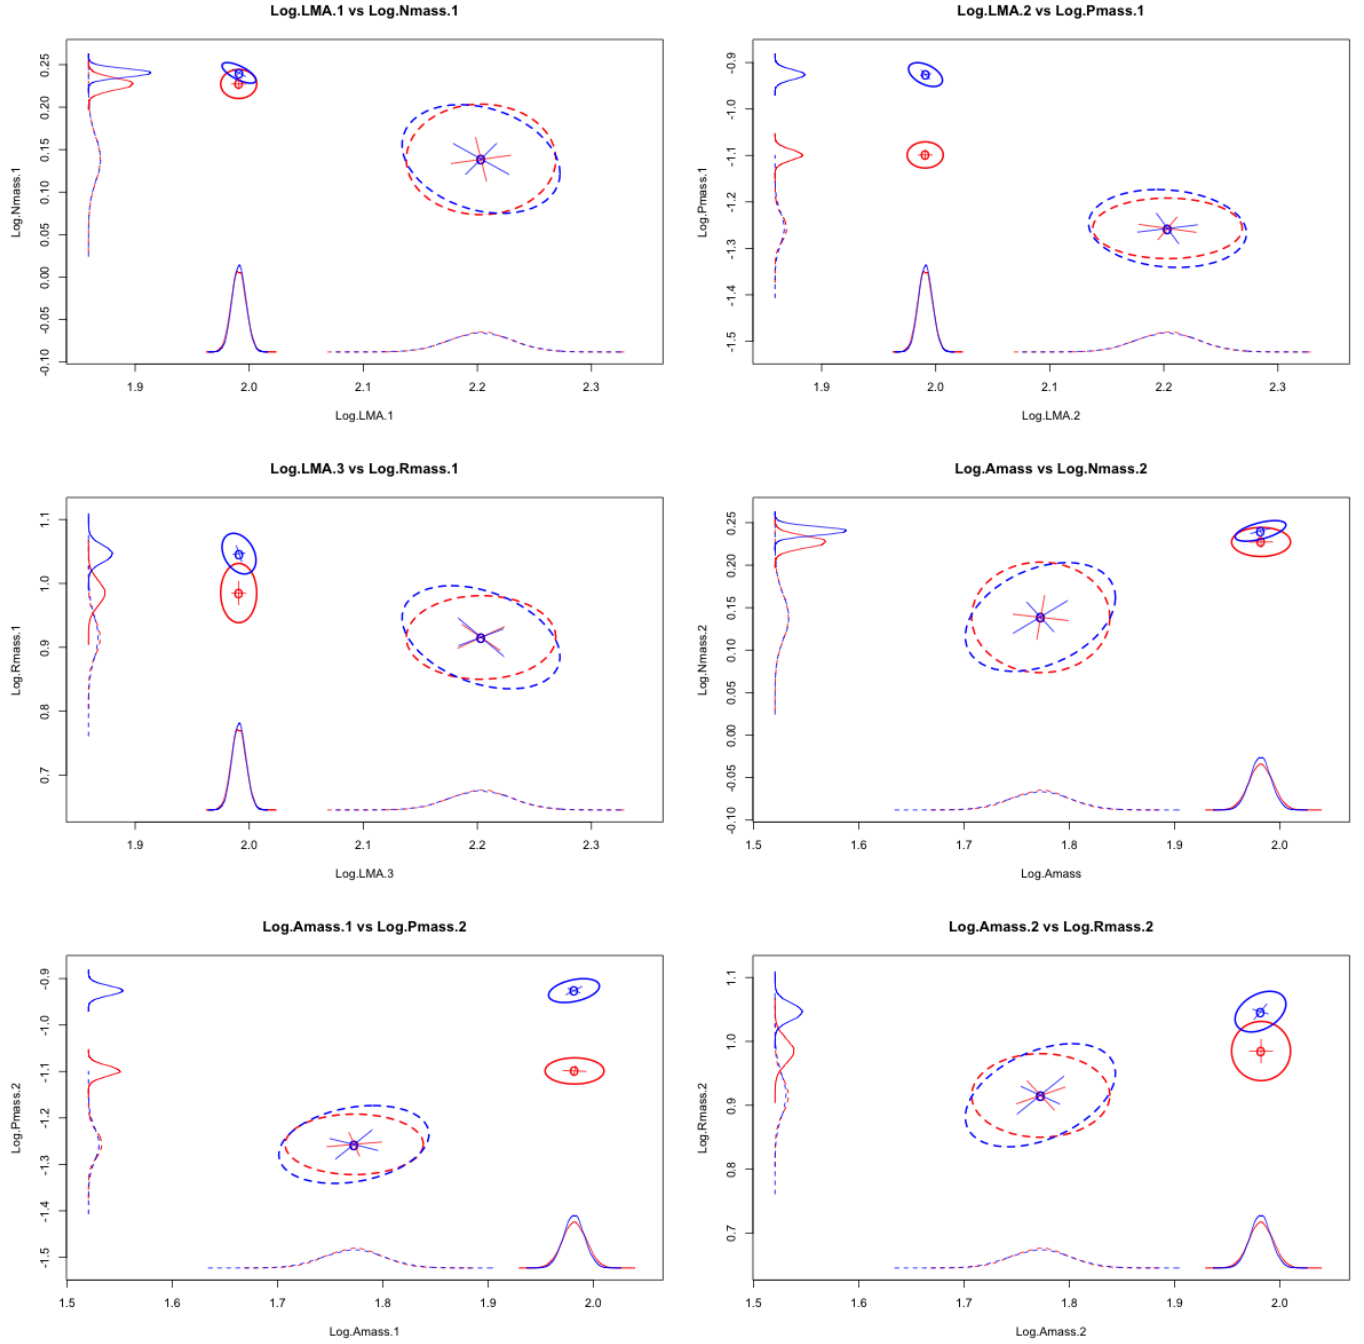 Log.LMA.1 vs Log.Nmass.1
Log.Nmass.1
0.25
0.20
0.15
0.10
0.05
0.00
-0.05
-0.10
1.9 2.0 2.1 2.2 2.3
Log.LMA.1
Log.LMA.2 vs Log.Pmass.1
Log.Pmass.1
-0.9
-1.0
-1.1
-1.2
-1.3
-1.4
-1.5
1.9 2.0 2.1 2.2 2.3
Log.LMA.2
Log.LMA.3 vs Log.Rmass.1
Log.Rmass.1
1.1
1.0
0.9
0.8
0.7
1.9 2.0 2.1 2.2 2.3
Log.LMA.3
Log.Amass vs Log.Nmass.2
Log.Nmass.2
0.25
0.20
0.15
0.10
0.05
0.00
-0.05
-0.10
1.5 1.6 1.7 1.8 1.9 2.0
Log.Amass
Log.Amass.1 vs Log.Pmass.2
Log.Pmass.2
-0.9
-1.0
-1.1
-1.2
-1.3
-1.4
-1.5
1.5 1.6 1.7 1.8 1.9 2.0
Log.Amass.1
Log.Amass.2 vs Log.Rmass.2
Log.Rmass.2
1.1
1.0
0.9
0.8
0.7
1.5 1.6 1.7 1.8 1.9 2.0
Log.Amass.2